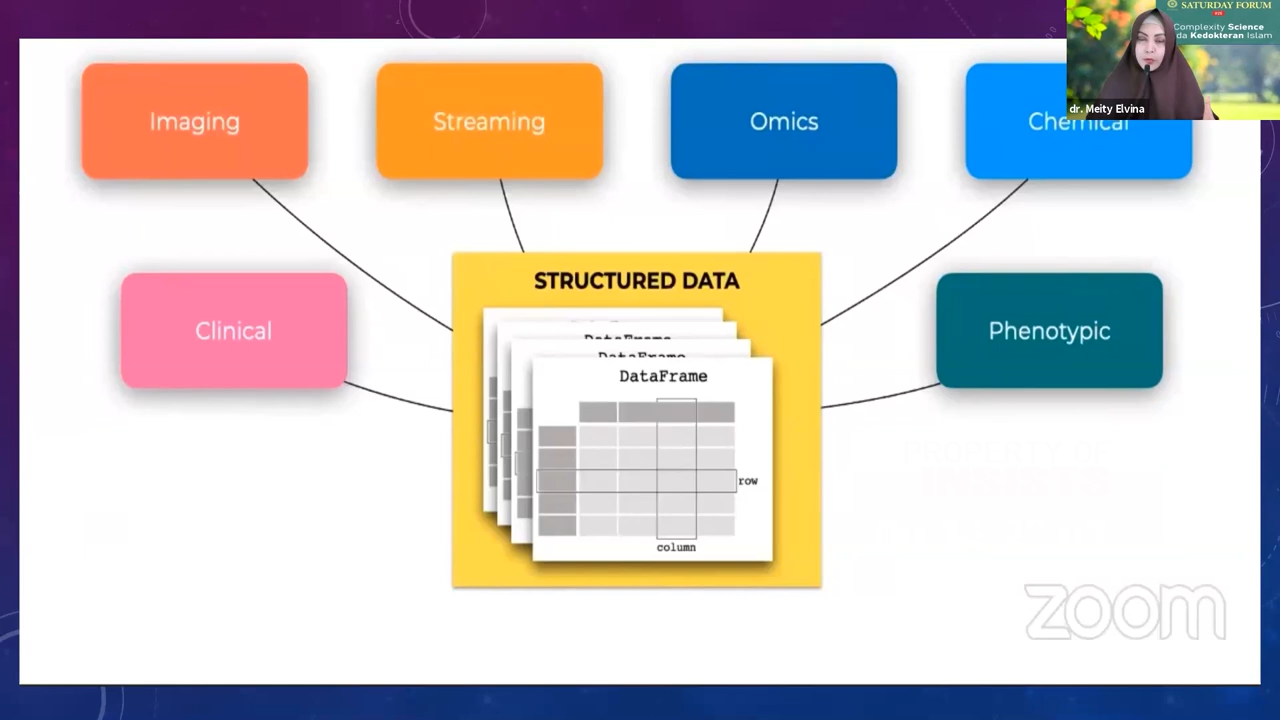 SATURDAY FORUM
Complexity Science
da Kedokteran Islam
dr. Meity Elvina
Imaging
Streaming
Omics
Chemical
Clinical
STRUCTURED DATA
Phenotypic
DataFrame
DataFrame
DataFrame
row
column
zoom